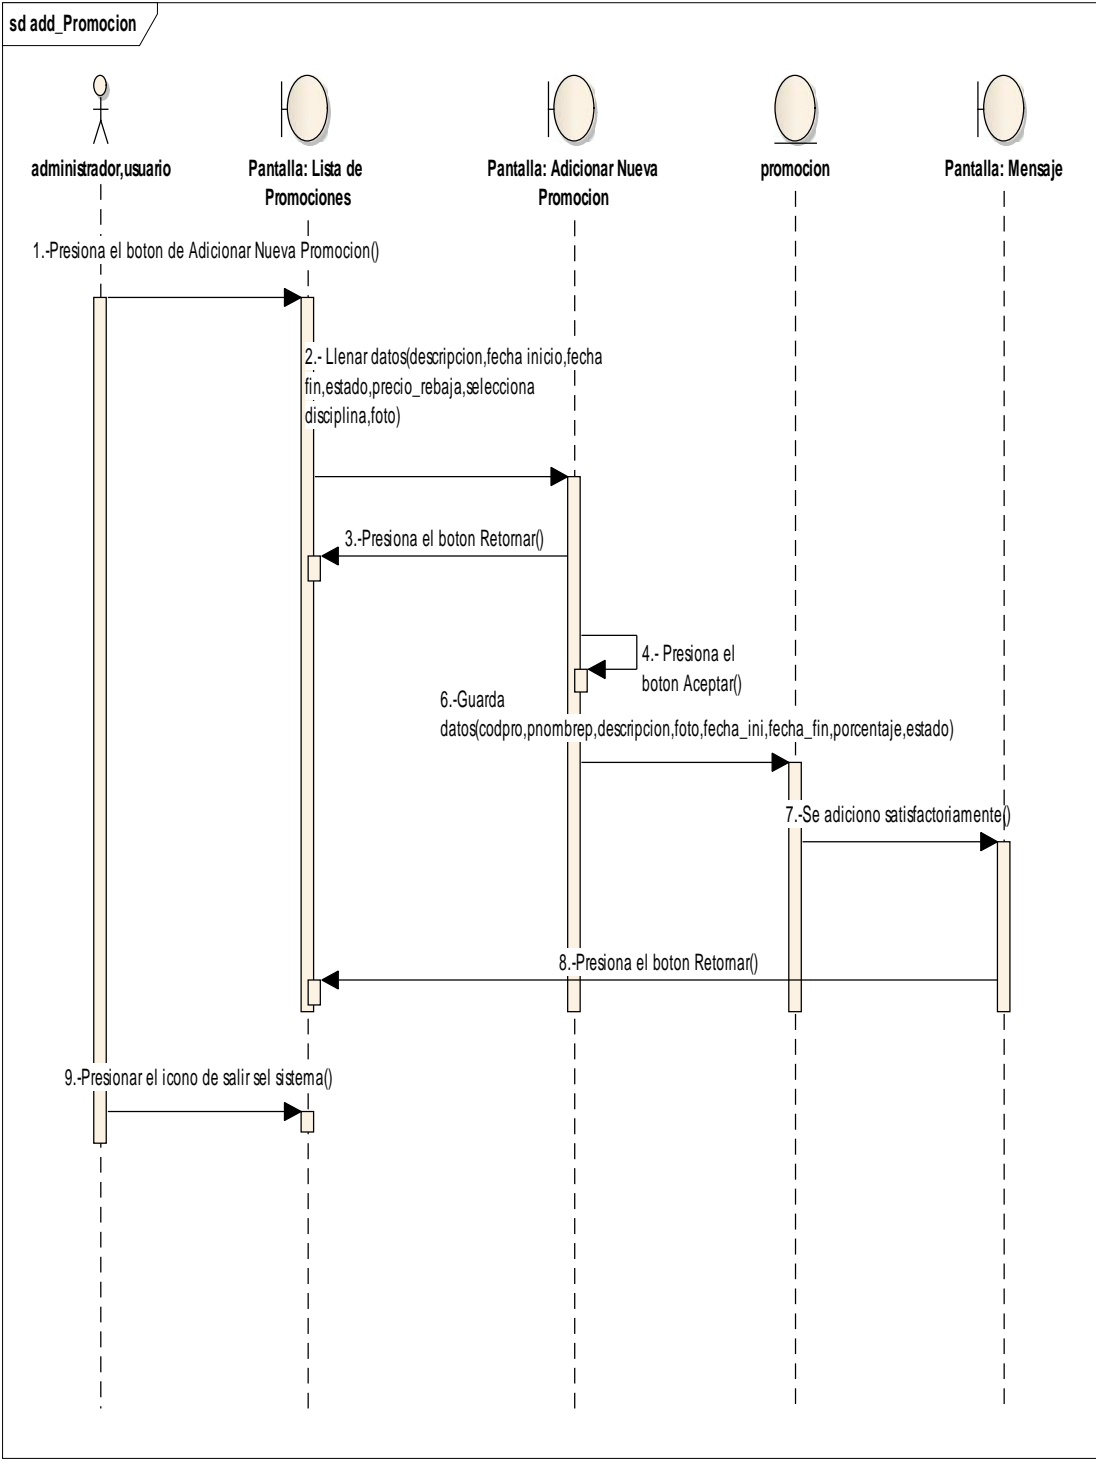 sd add_Promocion
administrador,usuario
Pantalla: Lista de
Promociones
Pantalla: Adicionar Nueva
Promocion
promocion
Pantalla: Mensaje
1.-Presiona el boton de Adicionar Nueva Promocion()
2.- Llenar datos(descripcion,fecha inicio,fecha
fin,estado,precio_rebaja,selecciona
disciplina,foto)
3.-Presiona el boton Retornar()
4.- Presiona el
boton Aceptar()
6.-Guarda
datos(codpro,pnombrep,descripcion,foto,fecha_ini,fecha_fin,porcentaje,estado)
7.-Se adiciono satisfactoriamente()
8.-Presiona el boton Retornar()
9.-Presionar el icono de salir sel sistema()